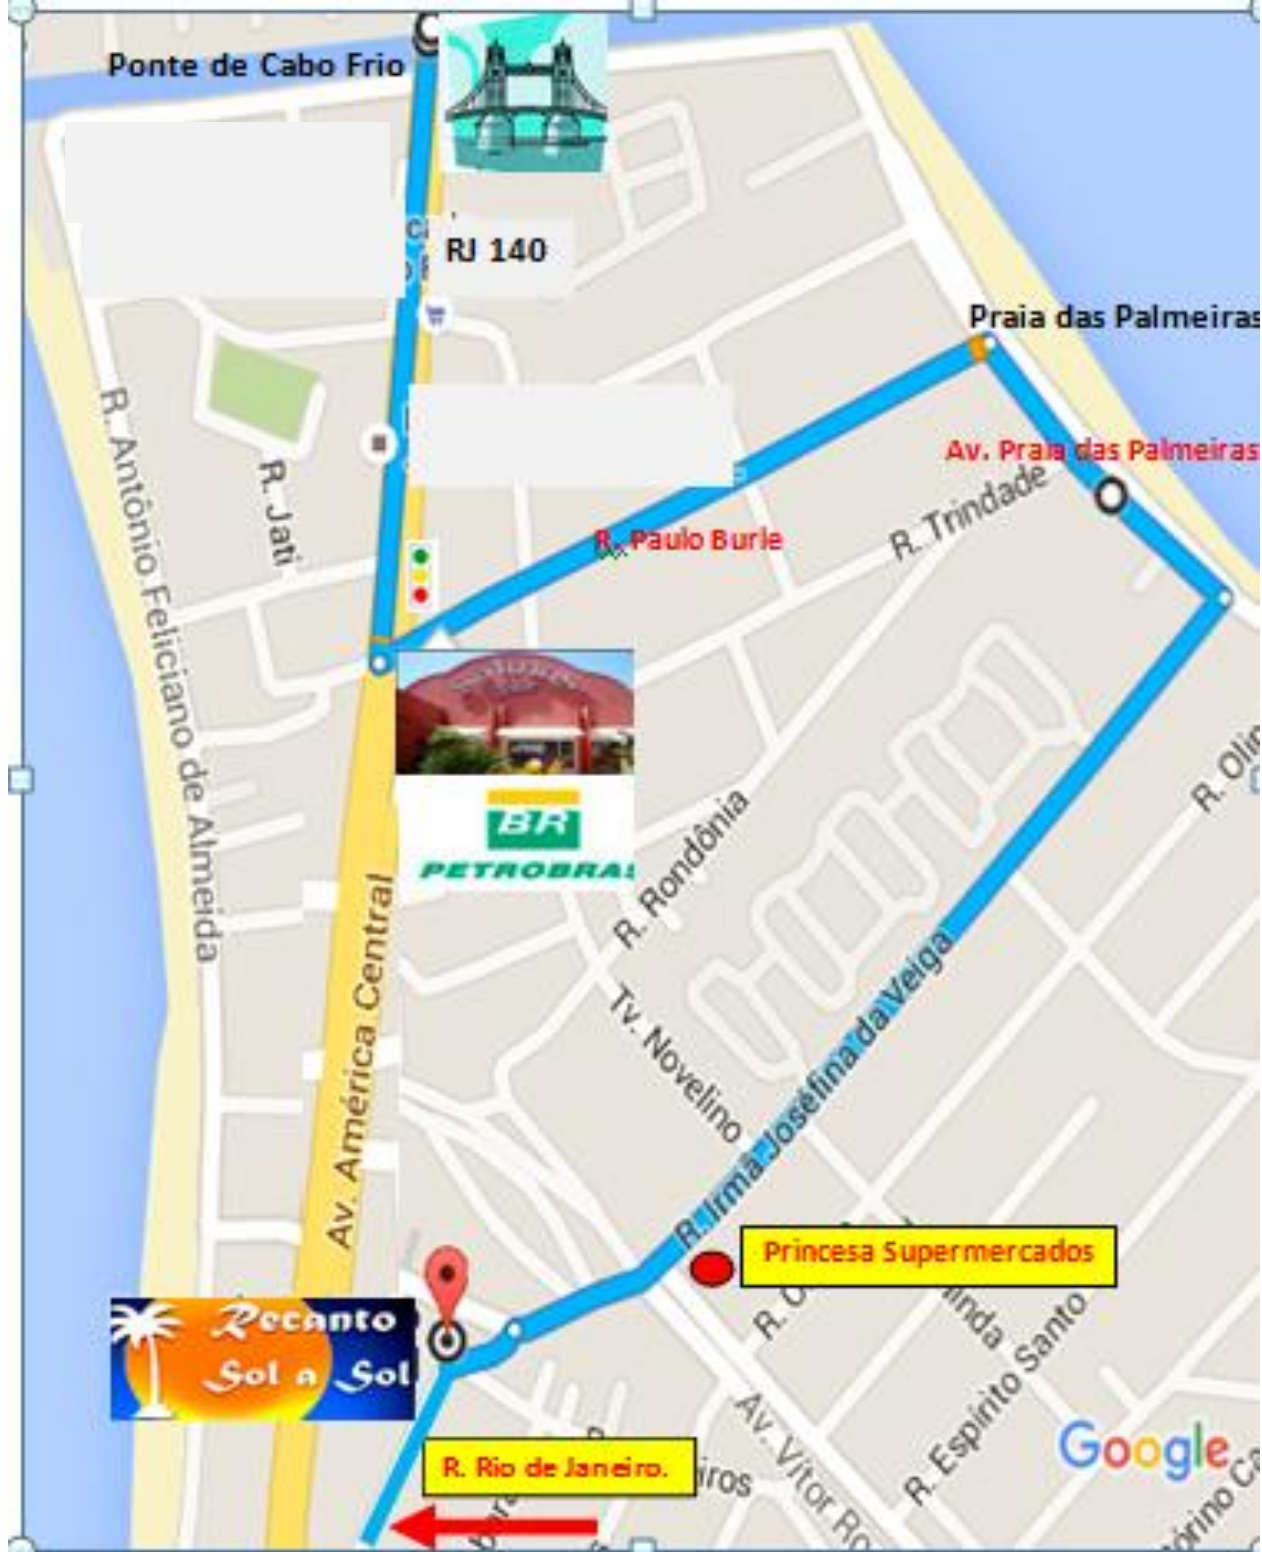 Ponte de Cabo Frio
RJ 140
Praia das Palmeiras
R. Antônio Feliciano de Almeida
R. Jati
Av. Praia das Palmeiras
R. Trindade
R. Paulo Burle
BR
PETROBRAS
R. Rondônia
Av. América Central
Tv. Novelino
R. Irmã Joséfina da Veiga
Princesa Supermercados
Recanto
Sol a Sol
R. Espírito Santo
Av. Vítor
Google
R. Rio de Janeiro.